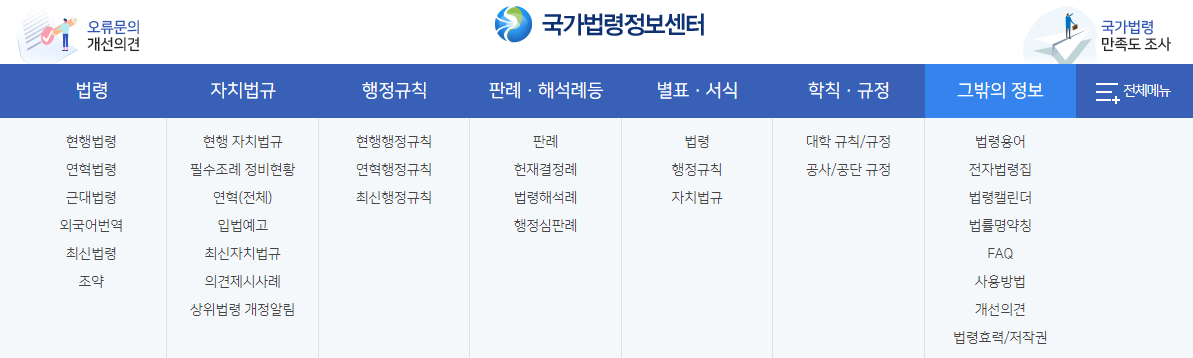 오류문의
개선의견
국가법령정보센터
국가법령
만족도 조사
법령 자치법규 행정규칙 판례 · 해석례등 별표 · 서식 학칙 · 규정 그밖의 정보 전체메뉴
현행법령 현행 자치법규 현행행정규칙 판례 법령 대학 규칙/규정 법령용어
연혁법령 필수조례 정비현황 연혁행정규칙 헌재결정례 행정규칙 공사/공단 규정 전자법령집
근대법령 연혁(전체) 최신행정규칙 법령해석례 자치법규 법령캘린더
외국어번역 입법예고 행정심판례 법률명약칭
최신법령 최신자치법규 FAQ
조약 의견제시사례 사용방법
상위법령 개정알림 개선의견
법령효력/저작권